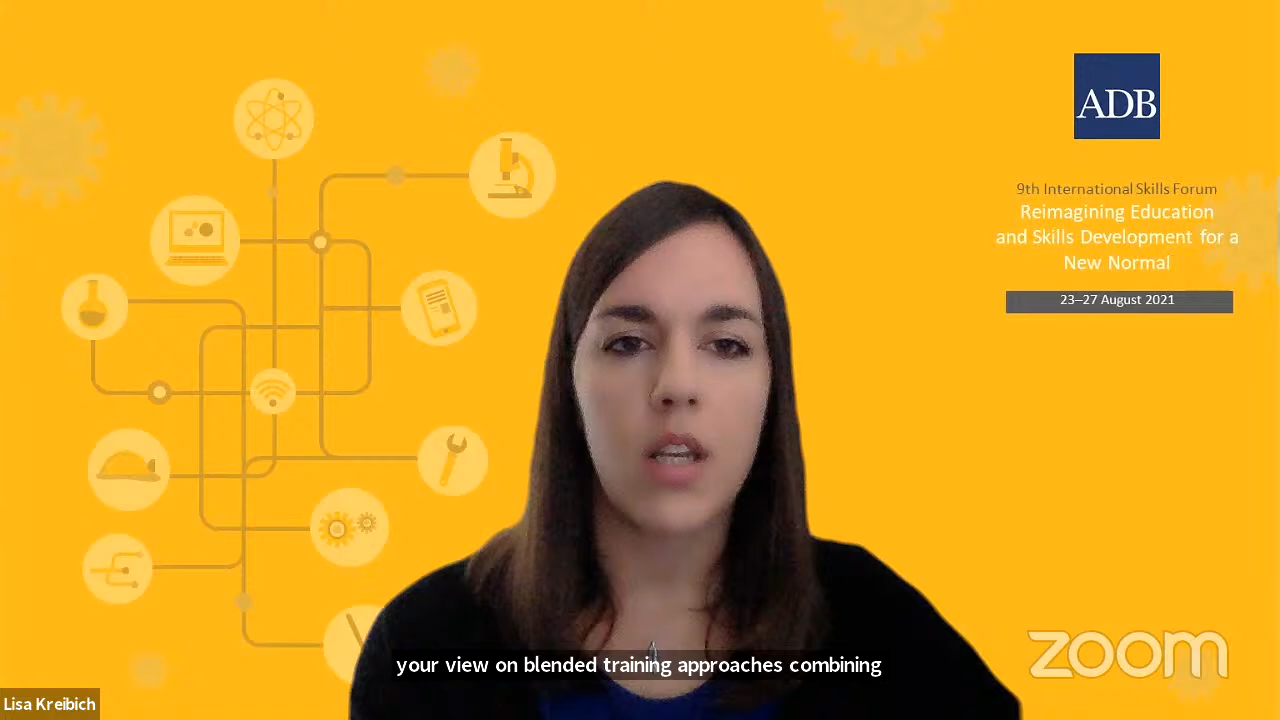 ADB
9th International Skills Forum
Reimagining Education
and Skills Development for a
New Normal
23–27 August 2021
your view on blended training approaches combining
zoom
Lisa Kreibich